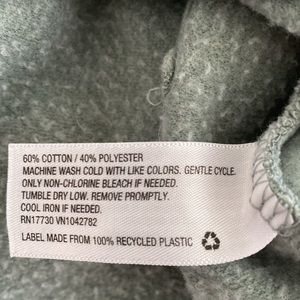 60% COTTON / 40% POLYESTER
MACHINE WASH COLD WITH LIKE COLORS. GENTLE CYCLE.
ONLY NON-CHLORINE BLEACH IF NEEDED.
TUMBLE DRY LOW. REMOVE PROMPTLY.
COOL IRON IF NEEDED.
RN17730 VN1042782
LABEL MADE FROM 100% RECYCLED PLASTIC